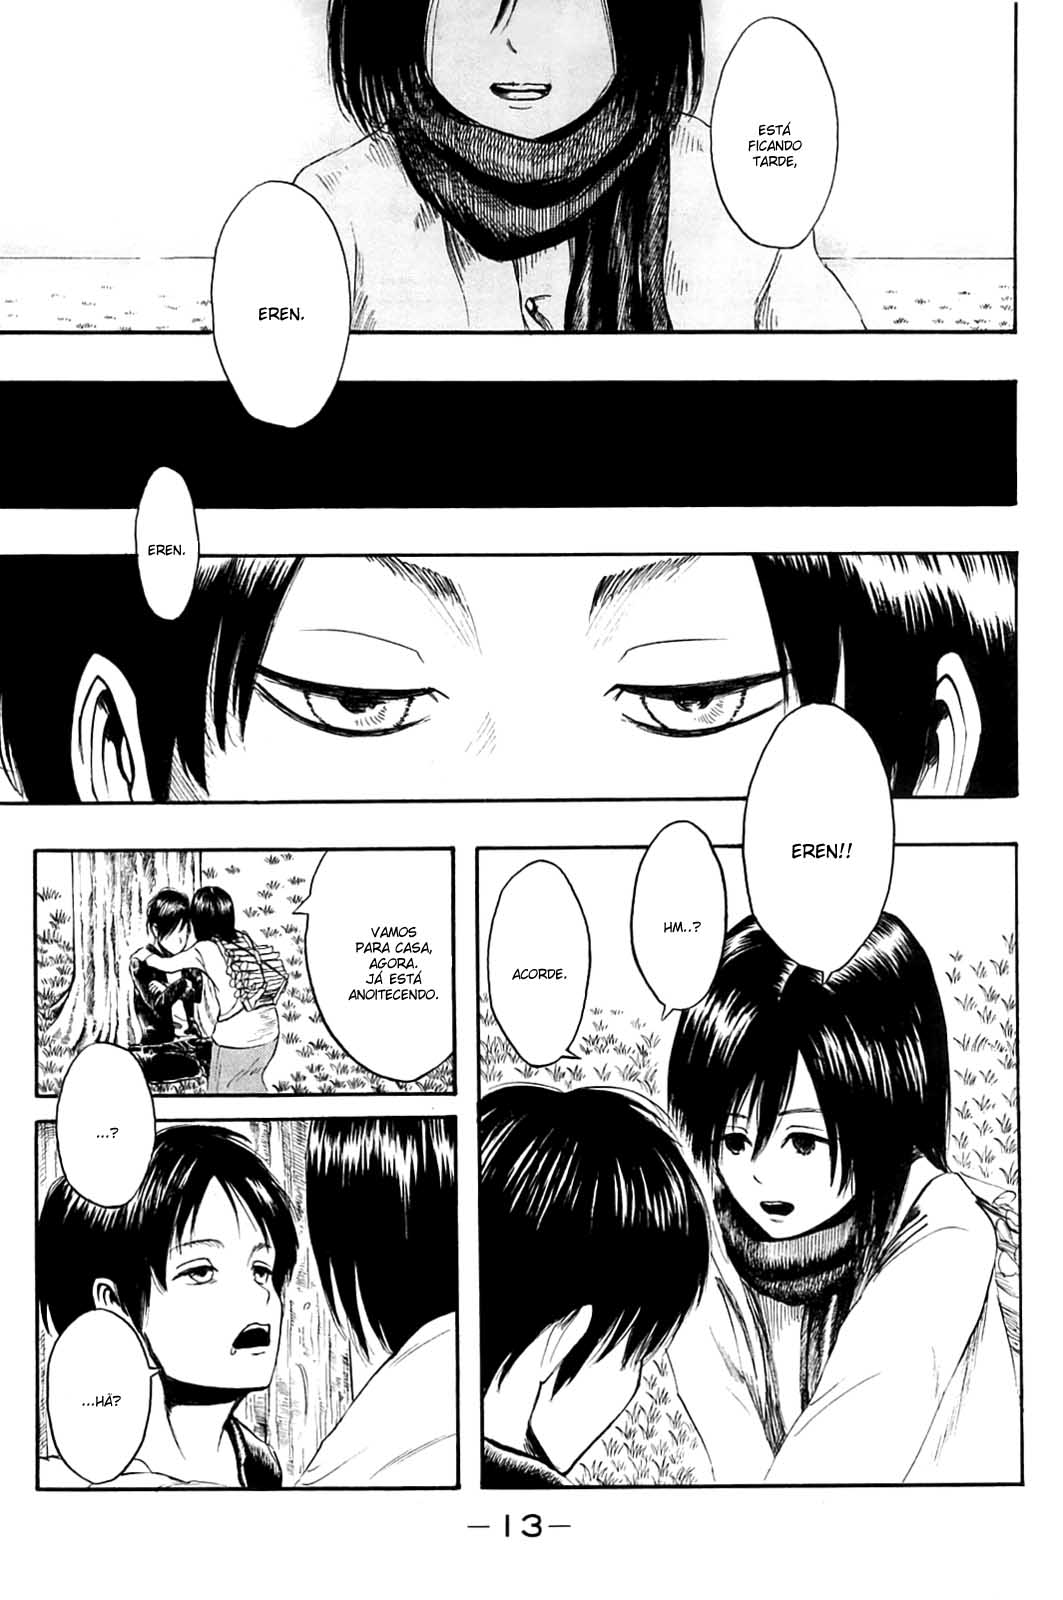 ESTÁ
FICANDO
TARDE,
EREN.
EREN.
EREN!!
HM..?
ACORDE.
VAMOS
PARA CASA,
AGORA.
JÁ ESTÁ
ANOITECENDO.
...?
...HÃ?
—13—